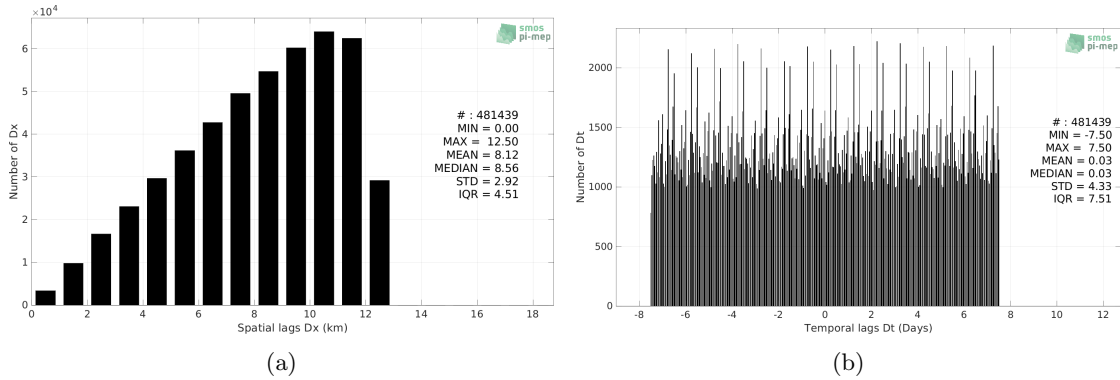 ×10^4
smos
pi-mep
6
5
4
3
2
1
0
Number of Dx
# : 481439
MIN = 0.00
MAX = 12.50
MEAN = 8.12
MEDIAN = 8.56
STD = 2.92
IQR = 4.51
0 2 4 6 8 10 12 14 16 18
Spatial lags Dx (km)
(a)
smos
pi-mep
2000
1500
1000
500
0
Number of Dt
# : 481439
MIN = -7.50
MAX = 7.50
MEAN = 0.03
MEDIAN = 0.03
STD = 4.33
IQR = 7.51
-8 -6 -4 -2 0 2 4 6 8 10 12
Temporal lags Dt (Days)
(b)